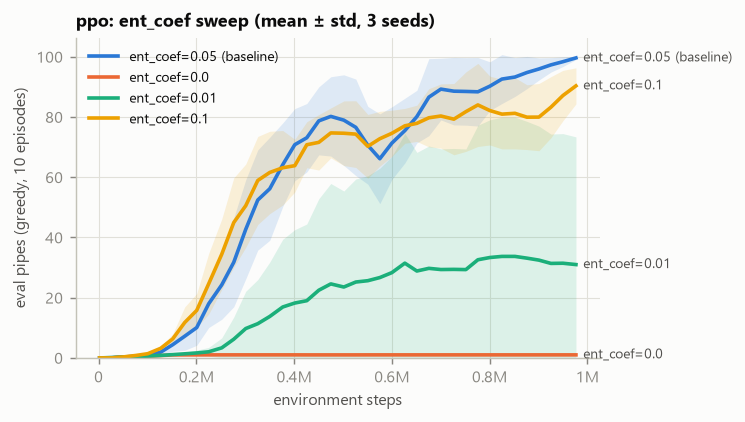 ppo: ent_coef sweep (mean ± std, 3 seeds)
eval pipes (greedy, 10 episodes)
100
80
60
40
20
0
ent_coef=0.05 (baseline)
ent_coef=0.0
ent_coef=0.01
ent_coef=0.1
ent_coef=0.05 (baseline)
ent_coef=0.1
ent_coef=0.01
ent_coef=0.0
0 0.2M 0.4M 0.6M 0.8M 1M
environment steps